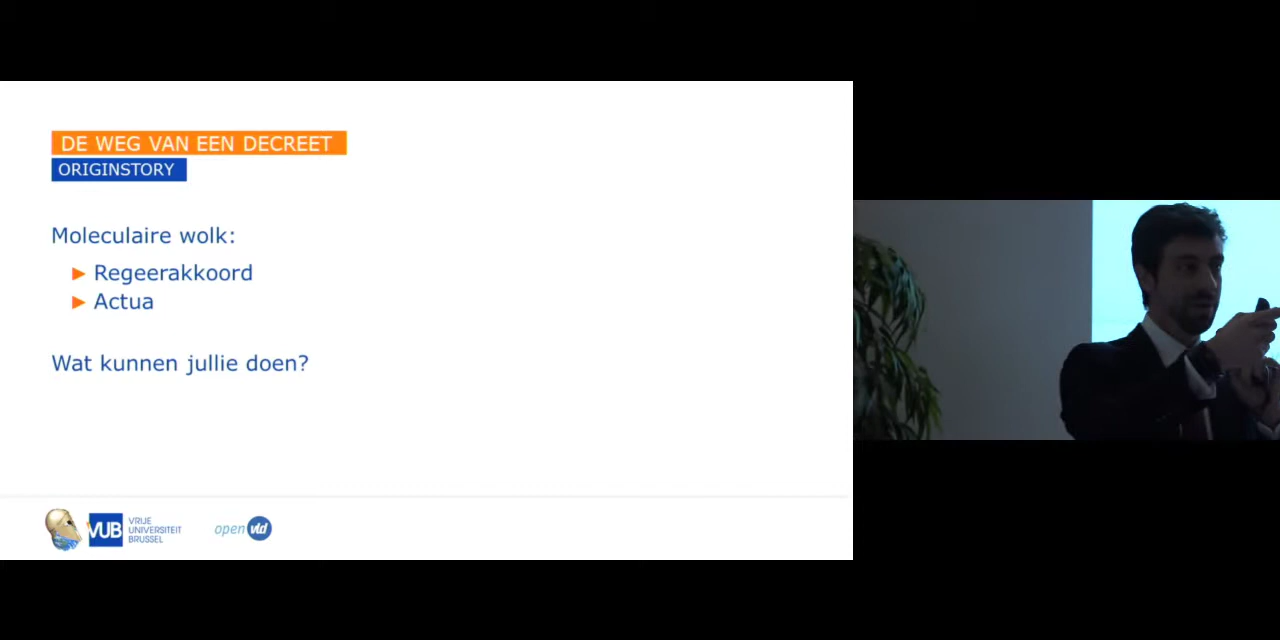 DE WEG VAN EEN DECREET
ORIGINSTORY
Moleculaire wolk:
► Regeerakkoord
► Actua
Wat kunnen jullie doen?
VUB
VRIJE
UNIVERSITEIT
BRUSSEL
open vld